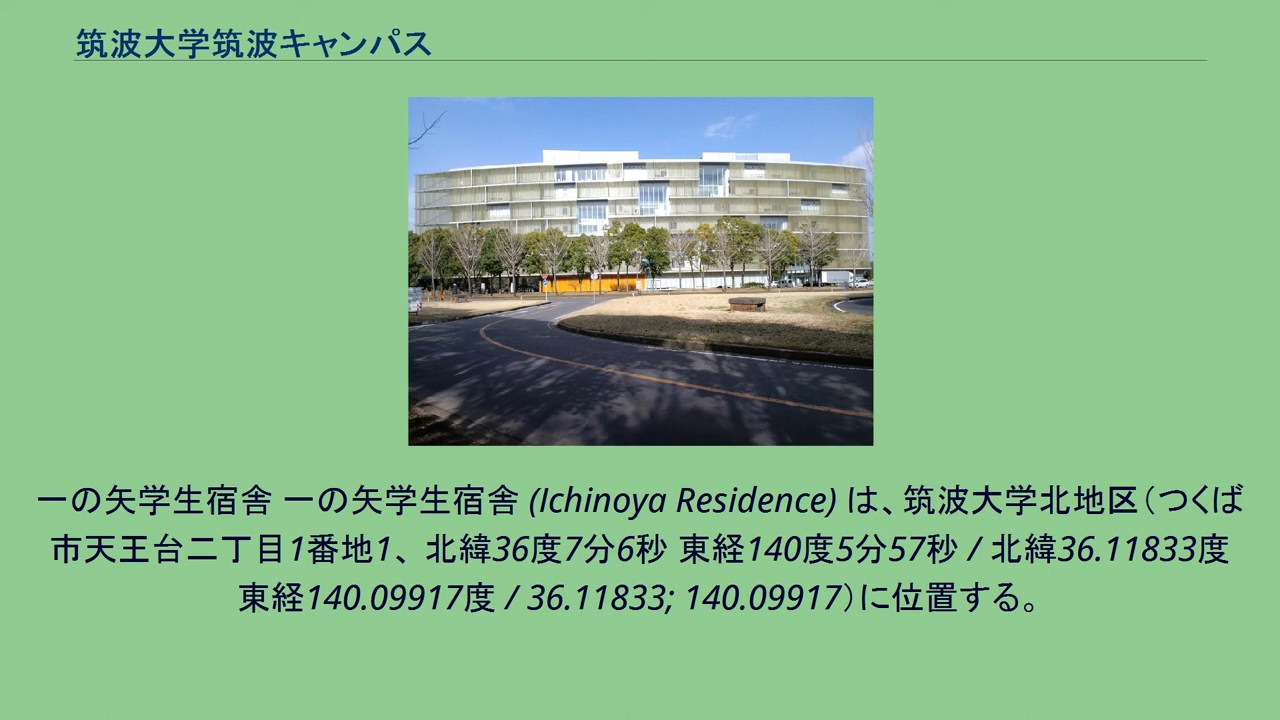 筑波大学筑波キャンパス
一の矢学生宿舎 一の矢学生宿舎 (Ichinoya Residence) は、筑波大学北地区（つくば
市天王台二丁目1番地1、 北緯36度7分6秒 東経140度5分57秒 / 北緯36.11833度
東経140.09917度 / 36.11833; 140.09917）に位置する。